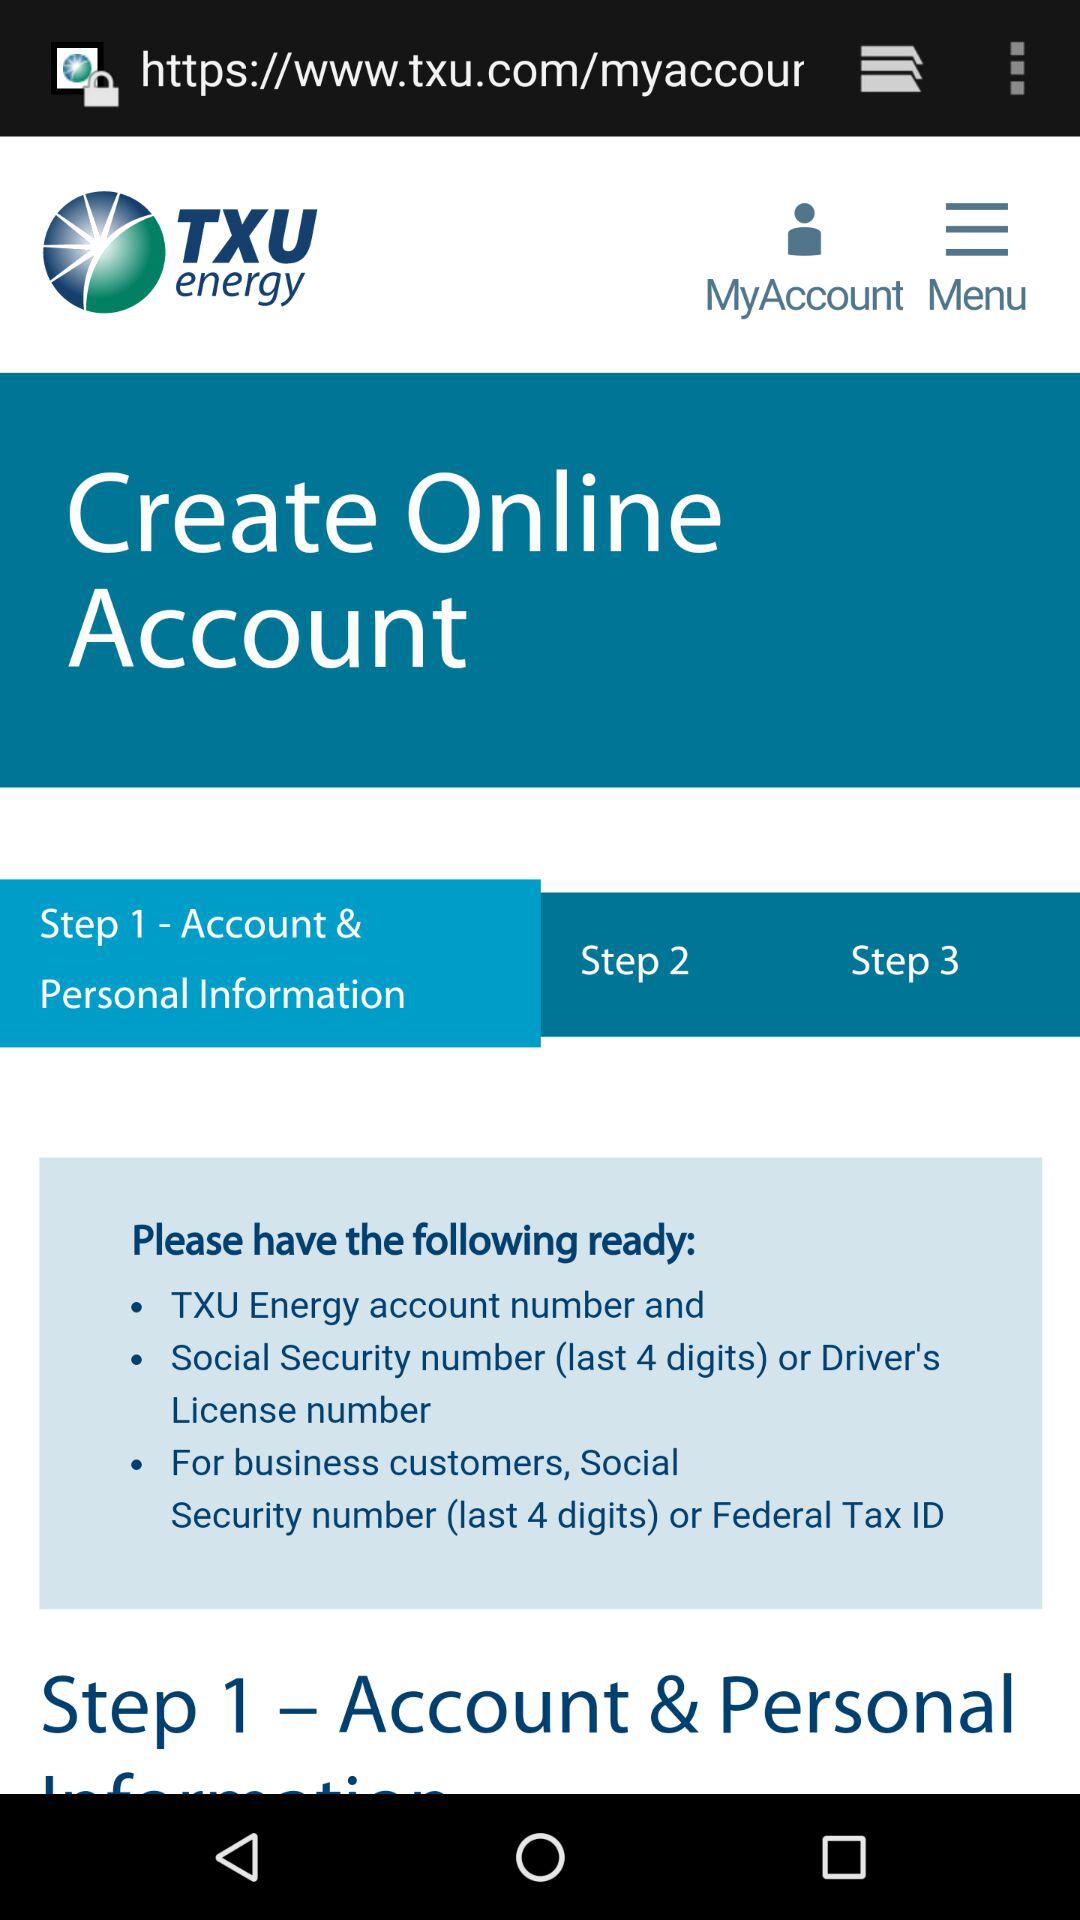 https://www.txu.com/myaccour
TXU
energy
MyAccount Menu
Create Online
Account
Step 1 - Account &
Personal Information
Step 2
Step 3
Please have the following ready:
• TXU Energy account number and
• Social Security number (last 4 digits) or Driver's
License number
• For business customers, Social
Security number (last 4 digits) or Federal Tax ID
Step 1 – Account & Personal
Information